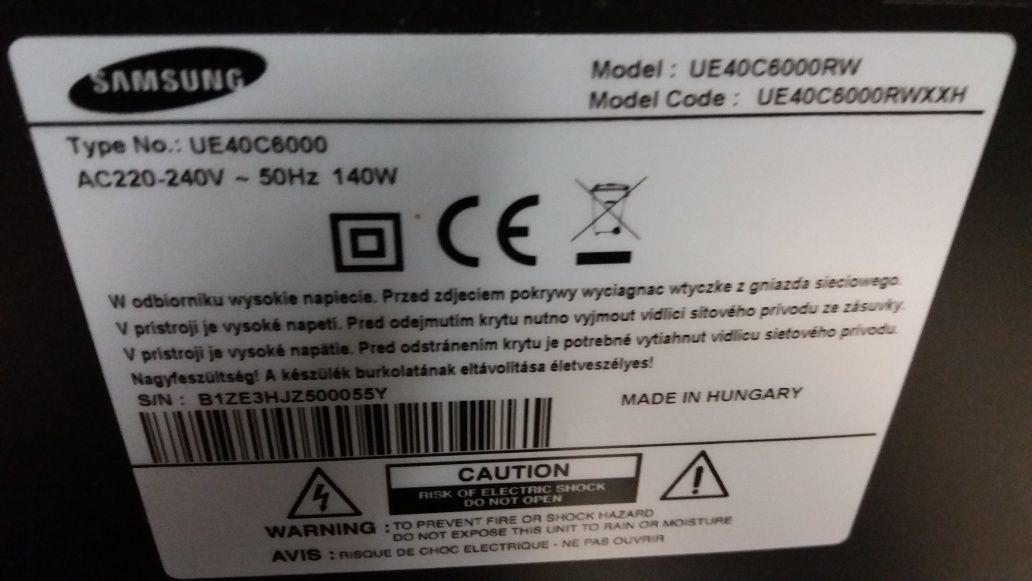 SAMSUNG
Model : UE40C6000RW
Model Code : UE40C6000RWXXH
Type No.: UE40C6000
AC220-240V ~ 50Hz 140W
CE
W odbiorniku wysokie napiecie. Przed zdjeciem pokrywy wyciagnac wtyczke z gniazda sieciowego.
V prístroji je vysoké napetí. Pred odejmutím krytu nutno vyjmout vidlici sítového prívodu ze zásuvky.
V prístroji je vysoké napätie. Pred odstránením krytu je potrebné vytiahnut vidlicu sietového prívodu.
Nagyfeszültség! A készülék burkolatának eltávolítása életveszélyes!
S/N : B1ZE3HJZ500055Y
MADE IN HUNGARY
CAUTION
RISK OF ELECTRIC SHOCK
DO NOT OPEN
WARNING : TO PREVENT FIRE OR SHOCK HAZARD
DO NOT EXPOSE THIS UNIT TO RAIN OR MOISTURE
AVIS : RISQUE DE CHOC ELECTRIQUE - NE PAS OUVRIR